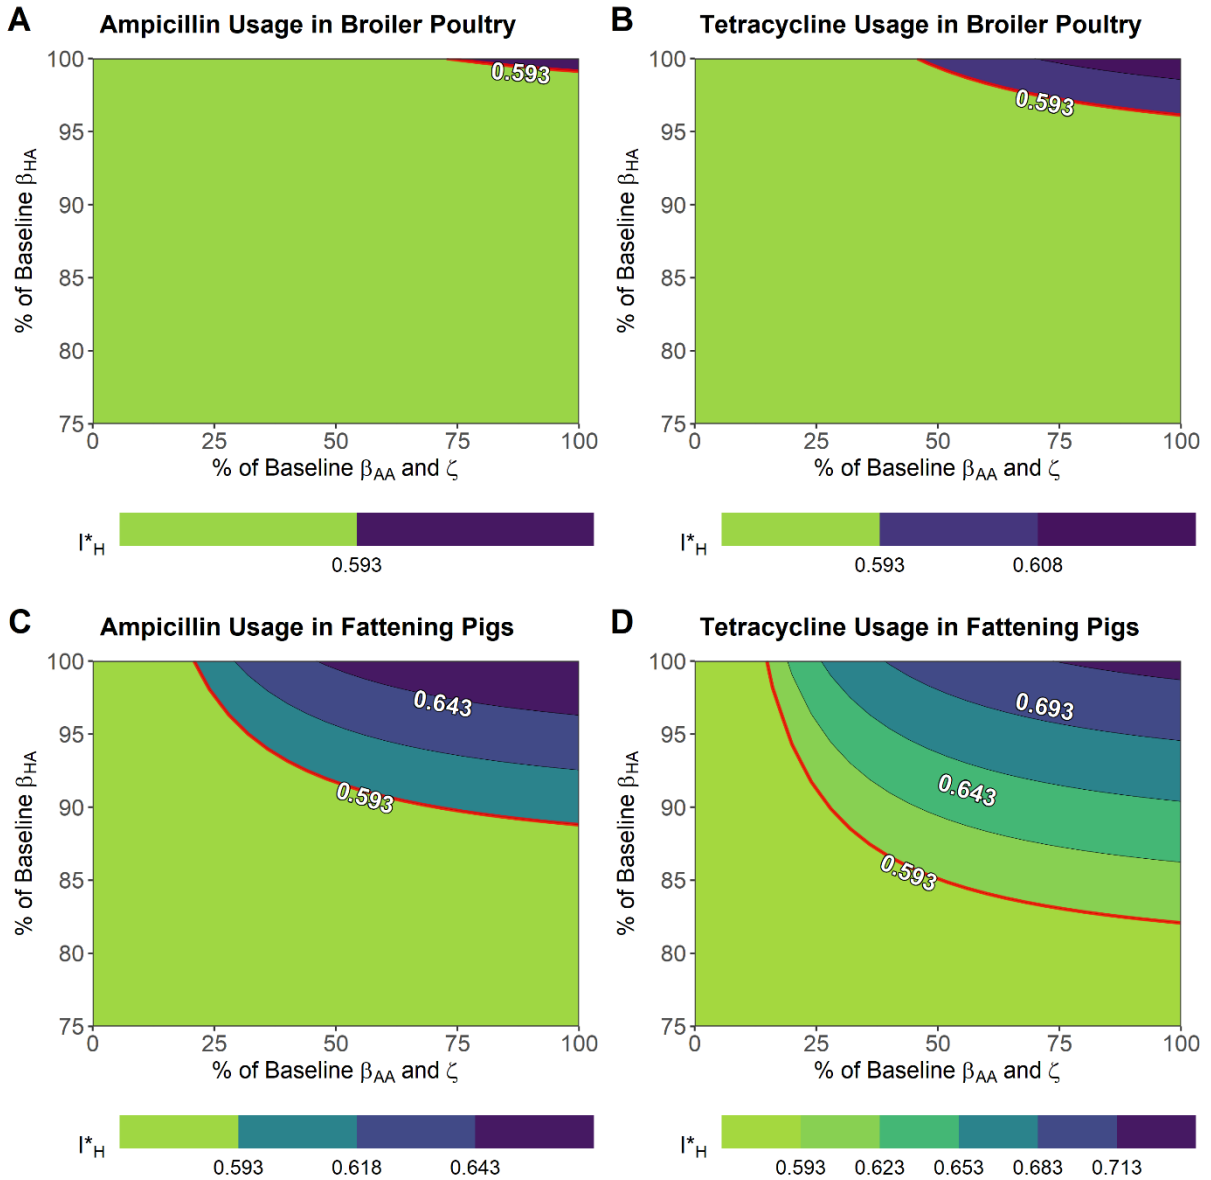 A Ampicillin Usage in Broiler Poultry
100
95
90
85
80
75
% of Baseline βHA
0.593
0 25 50 75 100
% of Baseline βAA and ζ
I*H
0.593
B Tetracycline Usage in Broiler Poultry
100
95
90
85
80
75
% of Baseline βHA
0.593
0 25 50 75 100
% of Baseline βAA and ζ
I*H
0.593 0.608
C Ampicillin Usage in Fattening Pigs
100
95
90
85
80
75
% of Baseline βHA
0.643
0.593
0 25 50 75 100
% of Baseline βAA and ζ
I*H
0.593 0.618 0.643
D Tetracycline Usage in Fattening Pigs
100
95
90
85
80
75
% of Baseline βHA
0.693
0.643
0.593
0 25 50 75 100
% of Baseline βAA and ζ
I*H
0.593 0.623 0.653 0.683 0.713